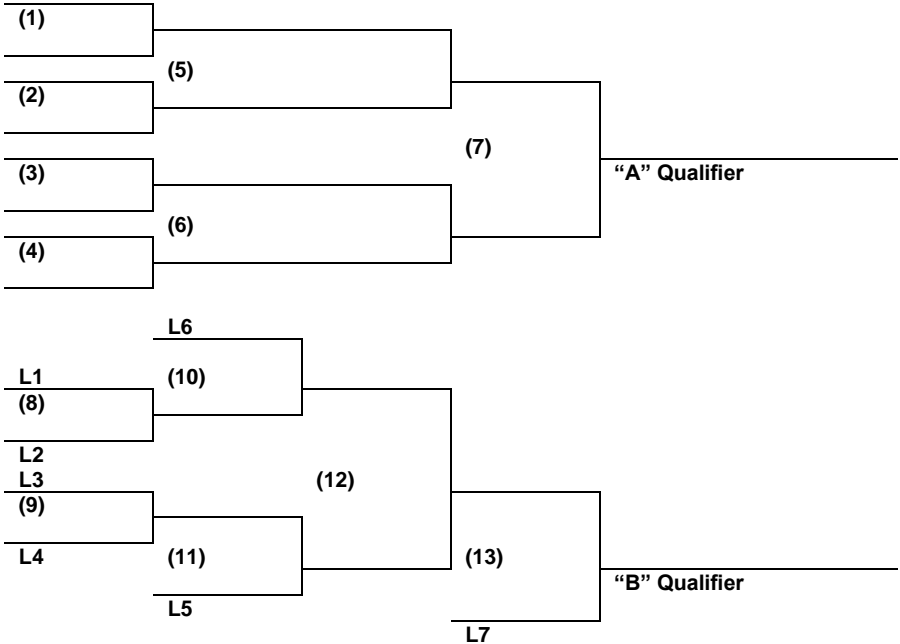 (1)
(5)
(2)
(7)
(3)
“A” Qualifier
(6)
(4)
L6
L1
(10)
(8)
L2
L3
(12)
(9)
L4
(11)
(13)
“B” Qualifier
L5
L7